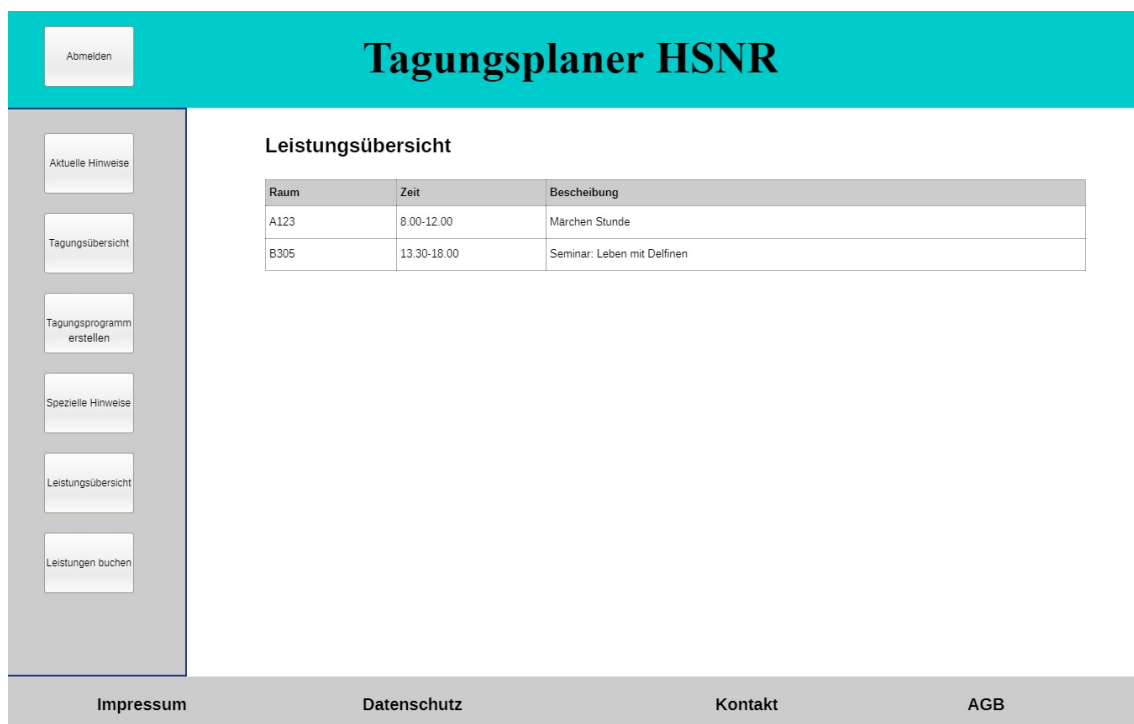 Abmelden
Tagungsplaner HSNR
Aktuelle Hinweise
Tagungsübersicht
Tagungsprogramm
erstellen
Spezielle Hinweise
Leistungsübersicht
Leistungen buchen
Leistungsübersicht
Raum Zeit Bescheibung
A123 8.00-12.00 Märchen Stunde
B305 13.30-18.00 Seminar: Leben mit Delfinen
Impressum Datenschutz Kontakt AGB